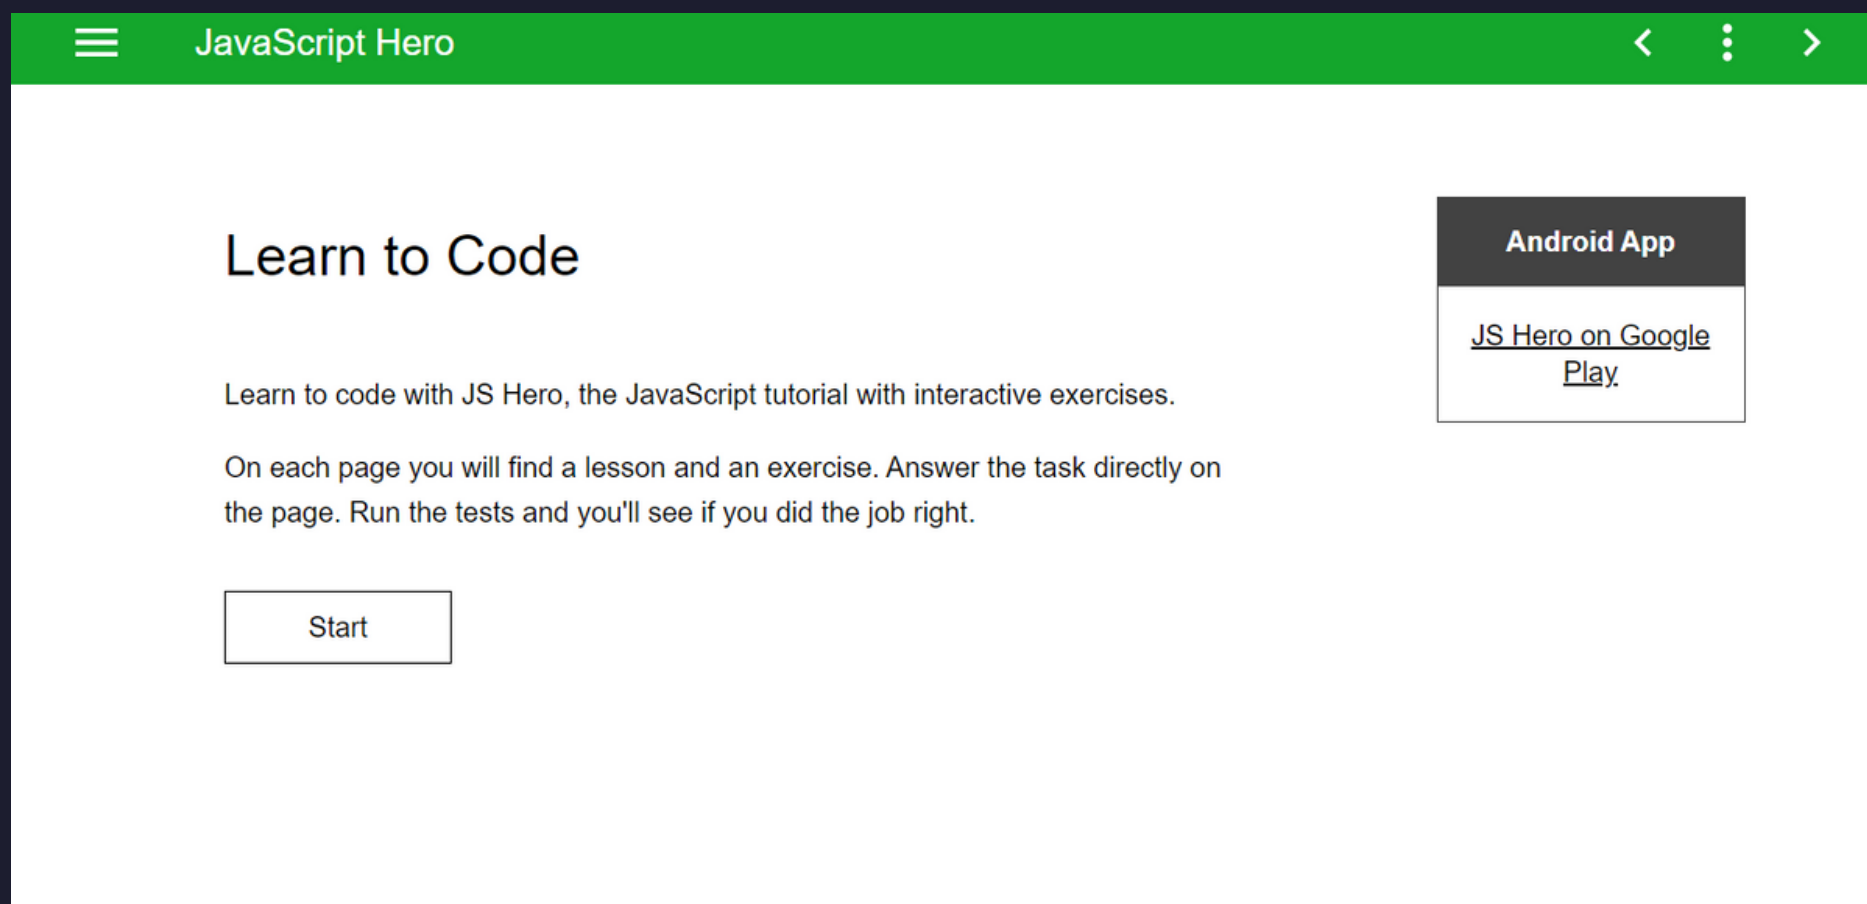 JavaScript Hero
Learn to Code
Learn to code with JS Hero, the JavaScript tutorial with interactive exercises.
On each page you will find a lesson and an exercise. Answer the task directly on
the page. Run the tests and you'll see if you did the job right.
Start
Android App
JS Hero on Google
Play